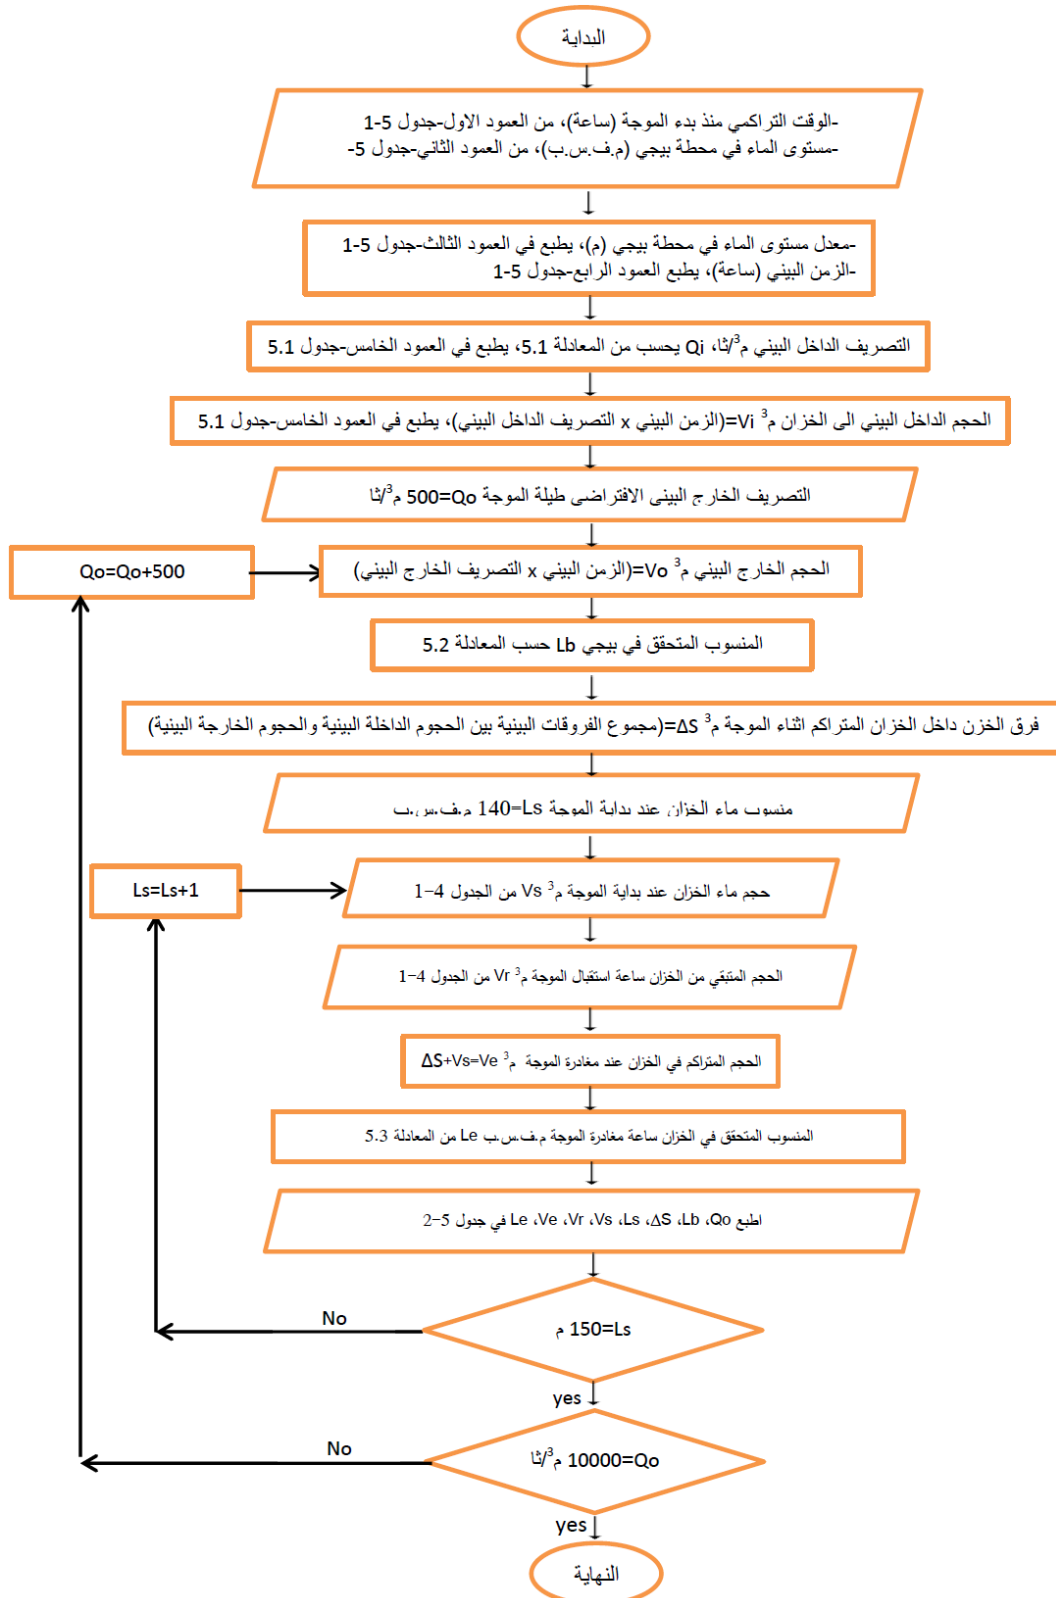 البداية
-الوقت التراكمي منذ بدء الموجة (ساعة)، من العمود الاول-جدول 5-1
-مستوى الماء في محطة بيجي (م.ف.س.ب)، من العمود الثاني-جدول 5-
-معدل مستوى الماء في محطة بيجي (م)، يطبع في العمود الثالث-جدول 5-1
-الزمن البيني (ساعة)، يطبع العمود الرابع-جدول 5-1
التصريف الداخل البيني م³/ثا، Qi يحسب من المعادلة 5.1، يطبع في العمود الخامس-جدول 5.1
الحجم الداخل البيني الى الخزان م³ Vi=(الزمن البيني x التصريف الداخل البيني)، يطبع في العمود الخامس-جدول 5.1
التصريف الخارج البيني الافتراضي طيلة الموجة Qo=500 م³/ثا
Qo=Qo+500
الحجم الخارج البيني م³ Vo=(الزمن البيني x التصريف الخارج البيني)
المنسوب المتحقق في بيجي Lb حسب المعادلة 5.2
فرق الخزن داخل الخزان المتراكم اثناء الموجة م³ ΔS=(مجموع الفروقات البينية بين الحجوم الداخلة البينية والحجوم الخارجة البينية)
منسوب ماء الخزان عند بداية الموجة Ls=140 م.ف.س.ب
Ls=Ls+1
حجم ماء الخزان عند بداية الموجة م³ Vs من الجدول 4-1
الحجم المتبقي من الخزان ساعة استقبال الموجة م³ Vr من الجدول 4-1
الحجم المتراكم في الخزان عند مغادرة الموجة م³ ΔS+Vs=Ve
المنسوب المتحقق في الخزان ساعة مغادرة الموجة م.ف.س.ب Le من المعادلة 5.3
اطبع Qo، Lb، ΔS، Ls، Vs، Vr، Ve، Le في جدول 5-2
No
Ls=150 م
yes
No
Qo=10000 م³/ثا
yes
النهاية